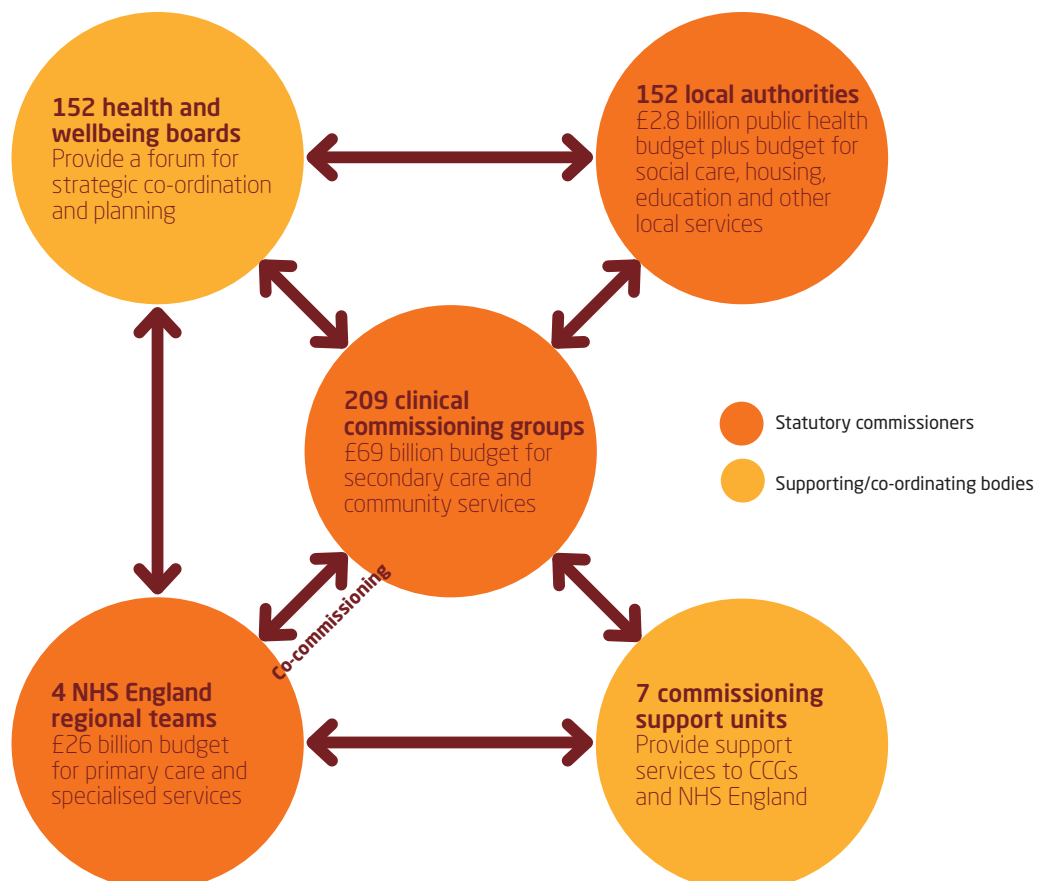 152 health and
wellbeing boards
Provide a forum for
strategic co-ordination
and planning
152 local authorities
£2.8 billion public health
budget plus budget for
social care, housing,
education and other
local services
209 clinical
commissioning groups
£69 billion budget for
secondary care and
community services
Statutory commissioners
Supporting/co-ordinating bodies
Co-commissioning
4 NHS England
regional teams
£26 billion budget
for primary care and
specialised services
7 commissioning
support units
Provide support
services to CCGs
and NHS England